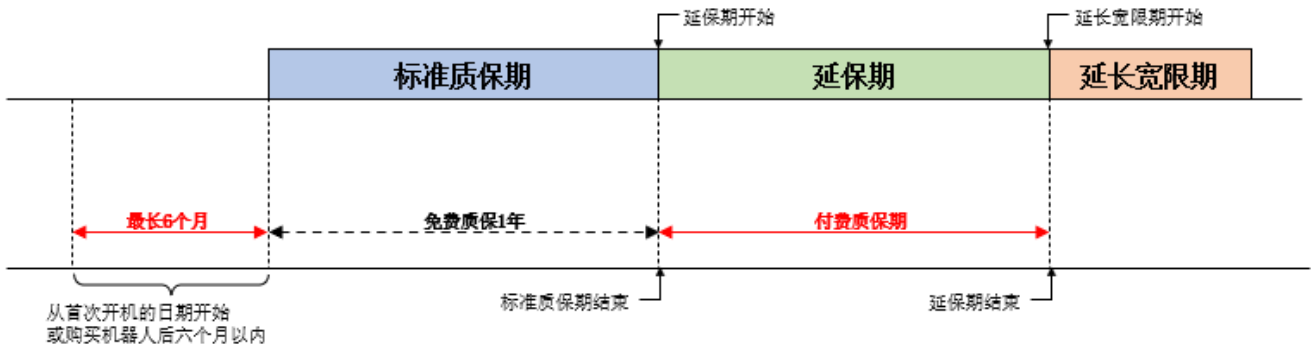 延保期开始
延长宽限期开始
标准质保期
延保期
延长宽限期
最长6个月
免费质保1年
付费质保期
标准质保期结束
延保期结束
从首次开机的日期开始
或购买机器人后六个月以内